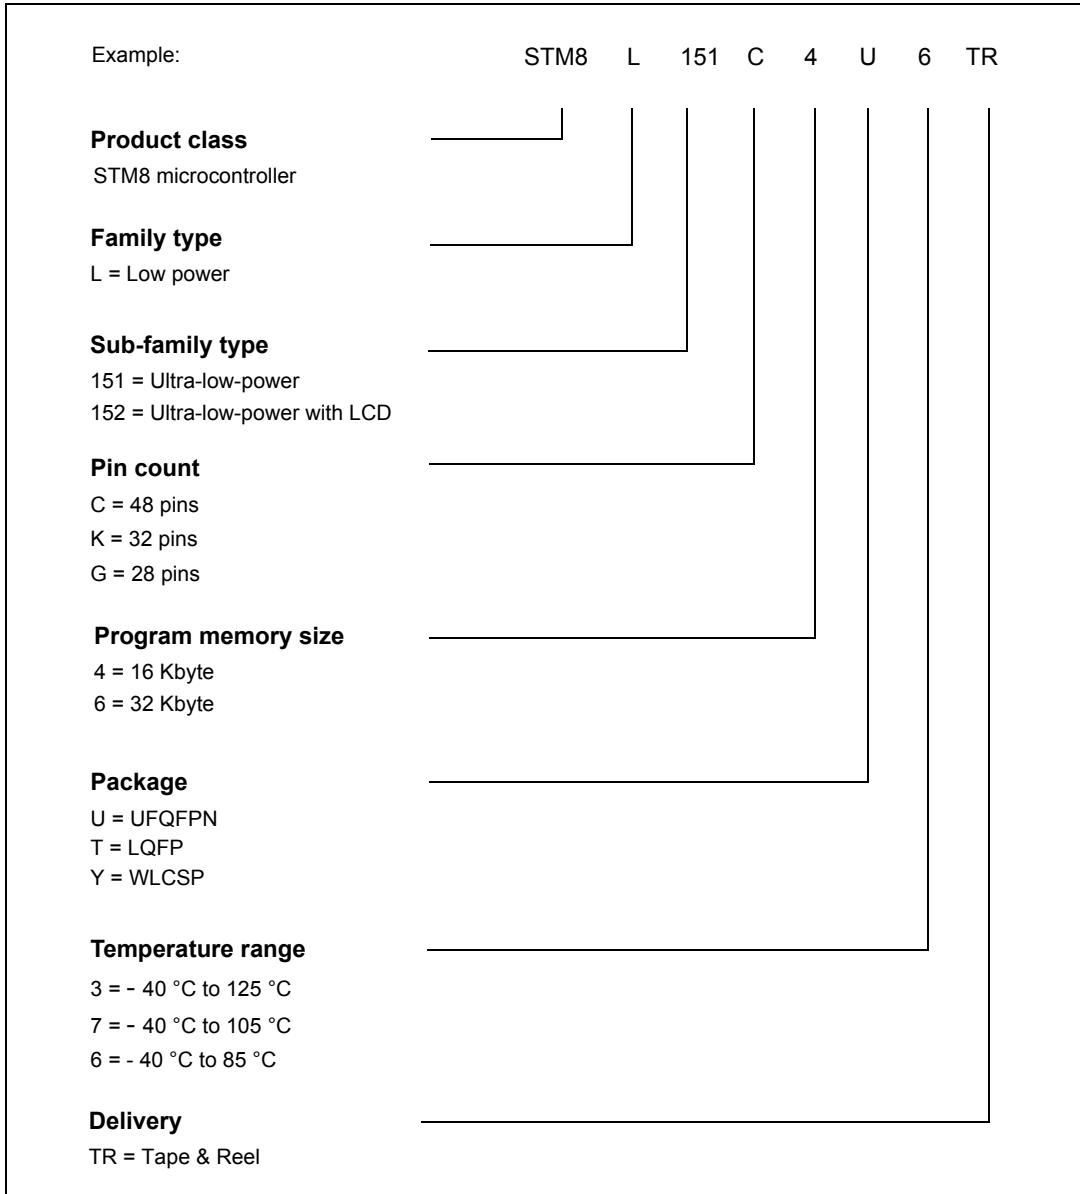 Example: STM8 L 151 C 4 U 6 TR
Product class
STM8 microcontroller
Family type
L = Low power
Sub-family type
151 = Ultra-low-power
152 = Ultra-low-power with LCD
Pin count
C = 48 pins
K = 32 pins
G = 28 pins
Program memory size
4 = 16 Kbyte
6 = 32 Kbyte
Package
U = UFQFPN
T = LQFP
Y = WLCSP
Temperature range
3 = - 40 °C to 125 °C
7 = - 40 °C to 105 °C
6 = - 40 °C to 85 °C
Delivery
TR = Tape & Reel